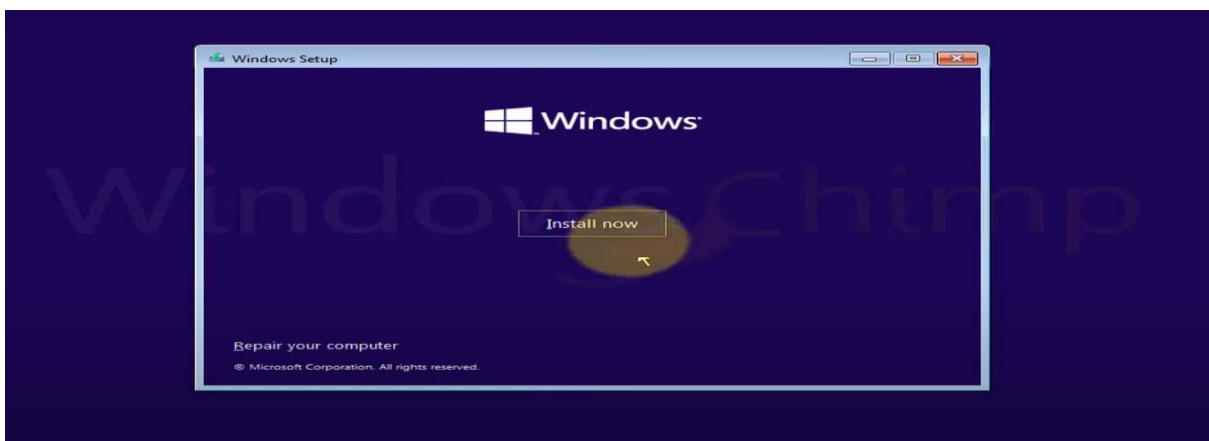 Windows Setup
Windows
Windows Chimp
Install now
Repair your computer
© Microsoft Corporation. All rights reserved.